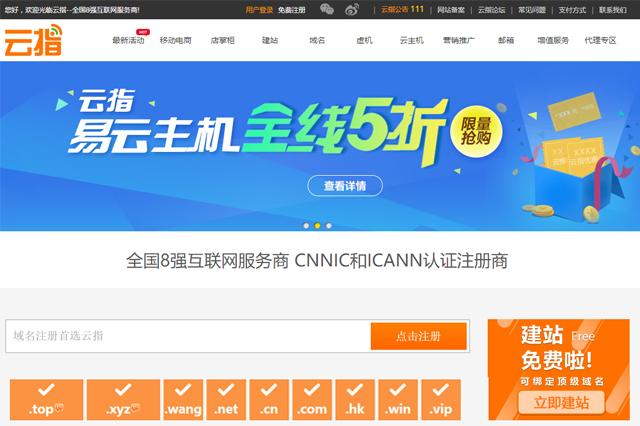 您好，欢迎光临云指--全国8强互联网服务商!
用户登录 免费注册
云指公告 111 | 网站备案 | 云指论坛 | 常见问题 | 支付方式 | 联系我们
云指
HOT
最新活动 移动电商 店掌柜 建站 域名 虚机 云主机 营销推广 邮箱 增值服务 代理专区
云指
易云主机 全线5折
限量
抢购
查看详情
全国8强互联网服务商 CNNIC和ICANN认证注册商
域名注册首选云指
点击注册
.top .xyz .wang .net .cn .com .hk .win .vip
建站 Free
免费啦!
可绑定顶级域名
立即建站